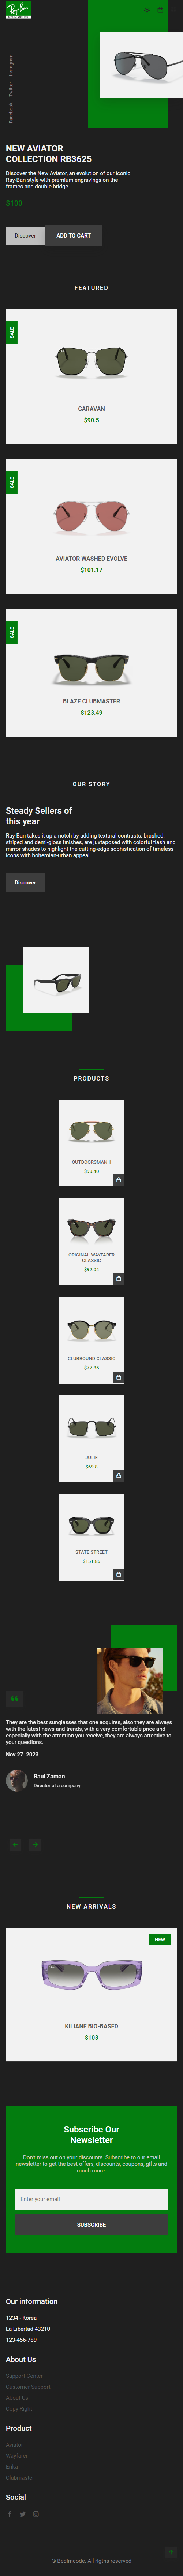 Ray-Ban
Instagram
Twitter
Facebook
NEW AVIATOR
COLLECTION RB3625
Discover the New Aviator, an evolution of our Iconic
Ray-Ban style with premium engravings on the
frames and double bridge.
$100
Discover
ADD TO CART
FEATURED
SALE
CARAVAN
$90.5
SALE
AVIATOR WASHED EVOLVE
$101.17
SALE
BLAZE CLUBMASTER
$123.49
OUR STORY
Steady Sellers of
this year
Ray-Ban takes it up a notch by adding textural contrasts: brushed,
striped and demi-gloss finishes, are juxtaposed with colorful flash and
mirror shades to highlight the cutting-edge sophistication of timeless
icons with bohemian-urban appeal.
Discover
PRODUCTS
OUTDOORSMAN II
$99.40
ORIGINAL WAYFARER
CLASSIC
$92.04
CLUBROUND CLASSIC
$77.85
JULIE
$69.8
STATE STREET
$151.86
They are the best sunglasses that one acquires, also they are always
with the latest news and trends, with a very comfortable price and
especially with the attention you receive, they are always attentive to
your questions.
Nov 27. 2023
Raul Zaman
Director of a company
NEW ARRIVALS
NEW
KILIANE BIO-BASED
$103
Subscribe Our
Newsletter
Don't miss out on your discounts. Subscribe to our email
newsletter to get the best offers, discounts, coupons, gifts and
much more.
Enter your email
SUBSCRIBE
Our information
1234 - Korea
La Libertad 43210
123-456-789
About Us
Support Center
Customer Support
About Us
Copy Right
Product
Aviator
Wayfarer
Erika
Clubmaster
Social
© Bedimcode. All rigths reserved